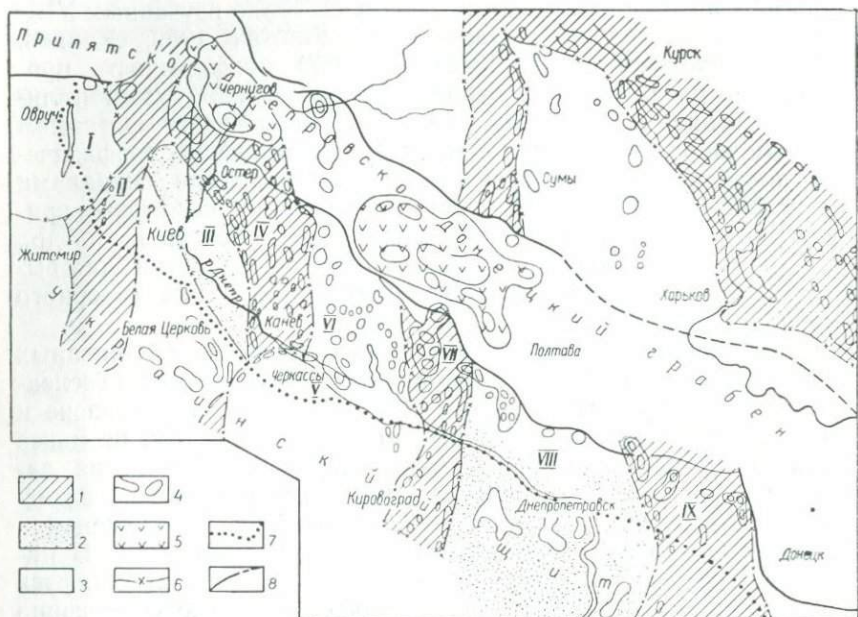 Припятско-
Днепровско-
Донецкий грабен
Курск
Чернигов
Овруч
I
II
Остер
Сумы
Киев
III
IV
Житомир
р. Днепр
Харьков
Белая Церковь
Канев
VI
VII
Полтава
Черкассы
V
Украинский щит
VIII
Кировоград
Днепропетровск
IX
Донецк
1
4
2
5
7
3
6
8